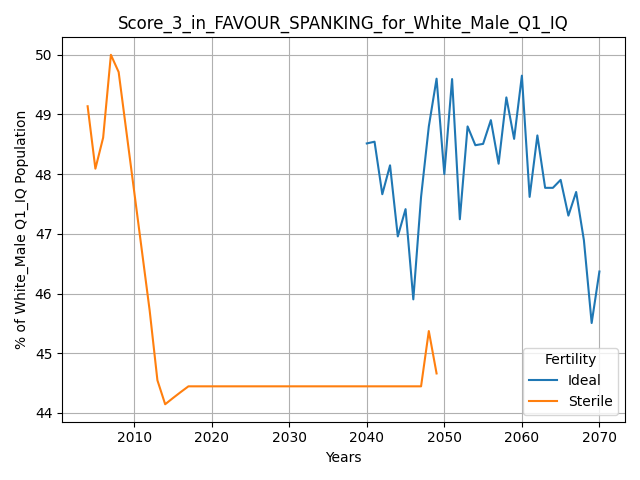 Score_3_in_FAVOUR_SPANKING_for_White_Male_Q1_IQ
% of White_Male Q1_IQ Population
50
49
48
47
46
45
44
2010
2020
2030
2040
2050
2060
2070
Years
Fertility
Ideal
Sterile